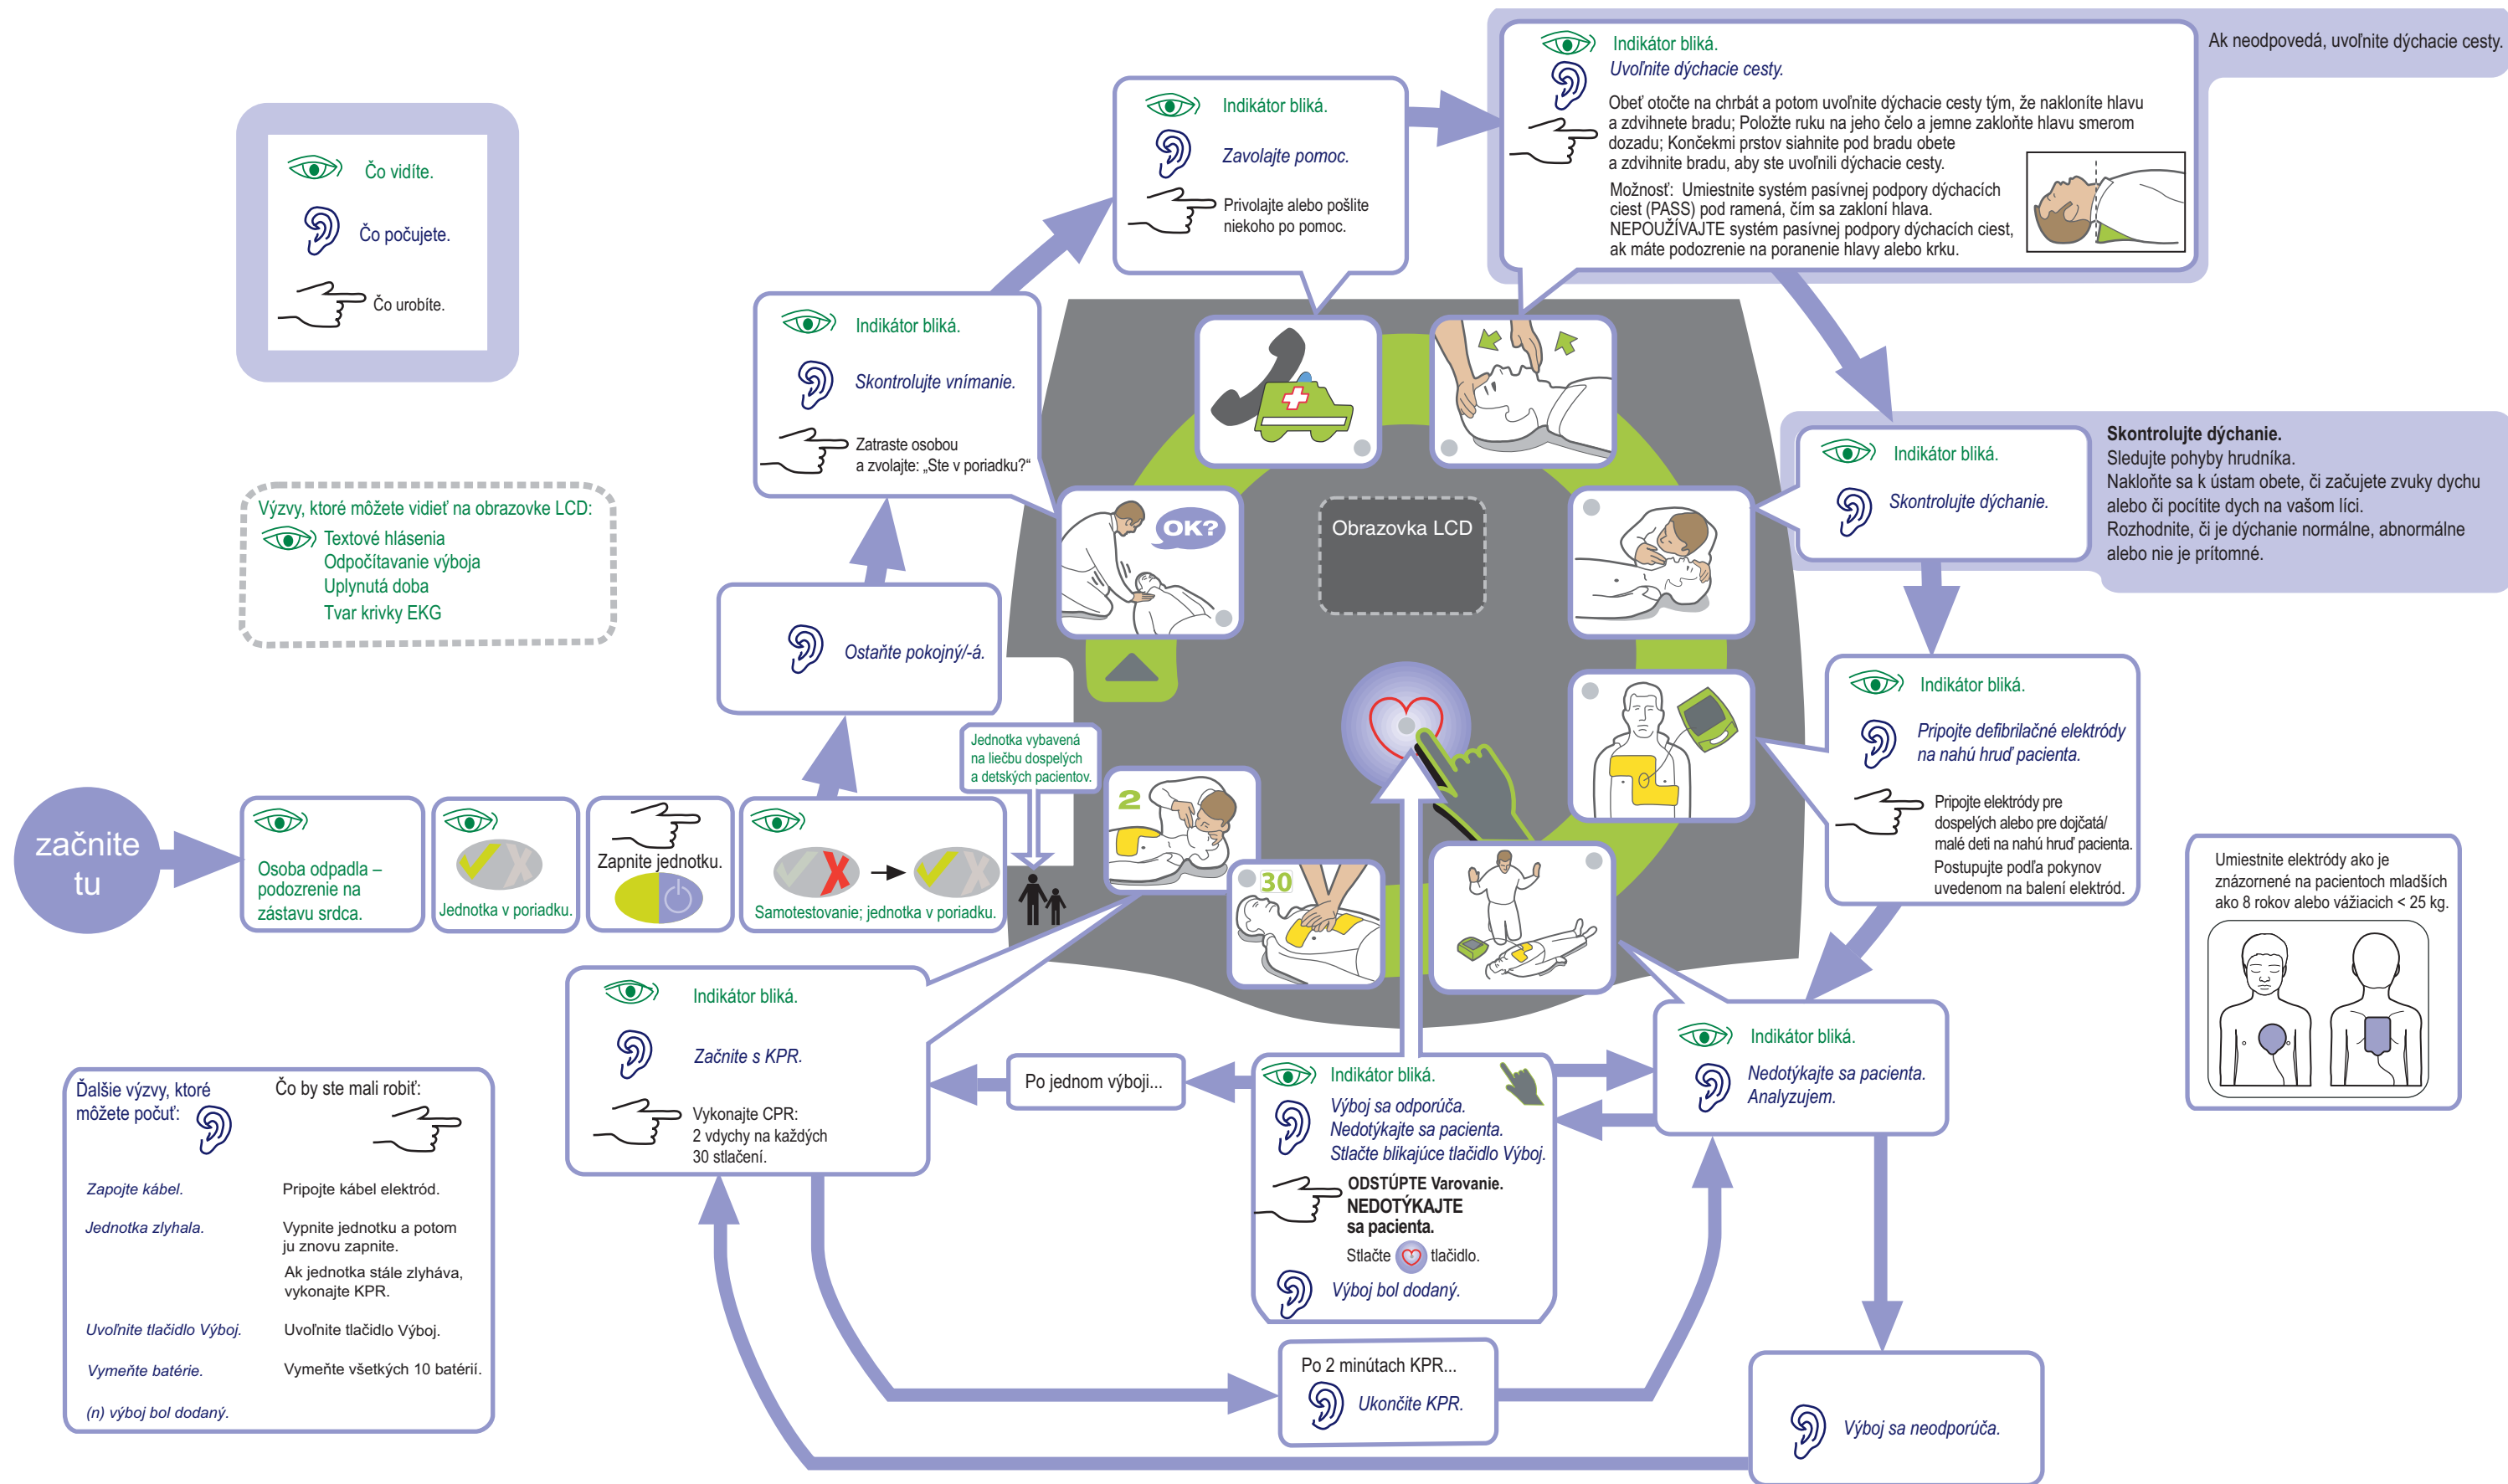 Čo vidíte.
Čo počujete.
Čo urobíte.
Výzvy, ktoré môžete vidieť na obrazovke LCD:
Textové hlásenia
Odpočítavanie výboja
Uplynutá doba
Tvar krivky EKG
začnite
tu
Osoba odpadla –
podozrenie na
zástavu srdca.
Jednotka v poriadku.
Zapnite jednotku.
Samotestovanie; jednotka v poriadku.
Jednotka vybavená
na liečbu dospelých
a detských pacientov.
Ostaňte pokojný/-á.
Indikátor bliká.
Skontrolujte vnímanie.
Zatraste osobou
a zvolajte: „Ste v poriadku?“
Indikátor bliká.
Zavolajte pomoc.
Privolajte alebo pošlite
niekoho po pomoc.
Indikátor bliká.
Uvoľnite dýchacie cesty.
Obeť otočte na chrbát a potom uvoľnite dýchacie cesty tým, že nakloníte hlavu
a zdvihnete bradu; Položte ruku na jeho čelo a jemne zakloňte hlavu smerom
dozadu; Končekmi prstov siahnite pod bradu obete
a zdvihnite bradu, aby ste uvoľnili dýchacie cesty.
Možnosť: Umiestnite systém pasívnej podpory dýchacích
ciest (PASS) pod ramená, čím sa zakloní hlava.
NEPOUŽÍVAJTE systém pasívnej podpory dýchacích ciest,
ak máte podozrenie na poranenie hlavy alebo krku.
Ak neodpovedá, uvoľnite dýchacie cesty.
Indikátor bliká.
Skontrolujte dýchanie.
Skontrolujte dýchanie.
Sledujte pohyby hrudníka.
Nakloňte sa k ústam obete, či začujete zvuky dychu
alebo či pocítite dych na vašom líci.
Rozhodnite, či je dýchanie normálne, abnormálne
alebo nie je prítomné.
OK?
Obrazovka LCD
2
30
Indikátor bliká.
Pripojte defibrilačné elektródy
na nahú hruď pacienta.
Pripojte elektródy pre
dospelých alebo pre dojčatá/
malé deti na nahú hruď pacienta.
Postupujte podľa pokynov
uvedenom na balení elektród.
Umiestnite elektródy ako je
znázornené na pacientoch mladších
ako 8 rokov alebo vážiacich < 25 kg.
Indikátor bliká.
Nedotýkajte sa pacienta.
Analyzujem.
Indikátor bliká.
Výboj sa odporúča.
Nedotýkajte sa pacienta.
Stlačte blikajúce tlačidlo Výboj.
ODSTÚPTE Varovanie.
NEDOTÝKAJTE
sa pacienta.
Stlačte tlačidlo.
Výboj bol dodaný.
Po jednom výboji...
Indikátor bliká.
Začnite s KPR.
Vykonajte CPR:
2 vdychy na každých
30 stlačení.
Po 2 minútach KPR...
Ukončite KPR.
Výboj sa neodporúča.
Ďalšie výzvy, ktoré
môžete počuť:
Čo by ste mali robiť:
Zapojte kábel.
Pripojte kábel elektród.
Jednotka zlyhala.
Vypnite jednotku a potom
ju znovu zapnite.
Ak jednotka stále zlyháva,
vykonajte KPR.
Uvoľnite tlačidlo Výboj.
Uvoľnite tlačidlo Výboj.
Vymeňte batérie.
Vymeňte všetkých 10 batérií.
(n) výboj bol dodaný.